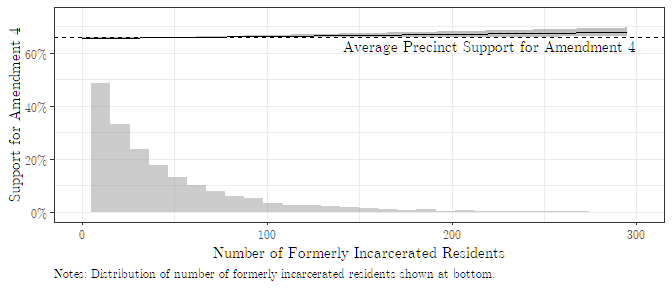 Support for Amendment 4
60%
Average Precinct Support for Amendment 4
40%
20%
0%
0 100 200 300
Number of Formerly Incarcerated Residents
Notes: Distribution of number of formerly incarcerated residents shown at bottom.